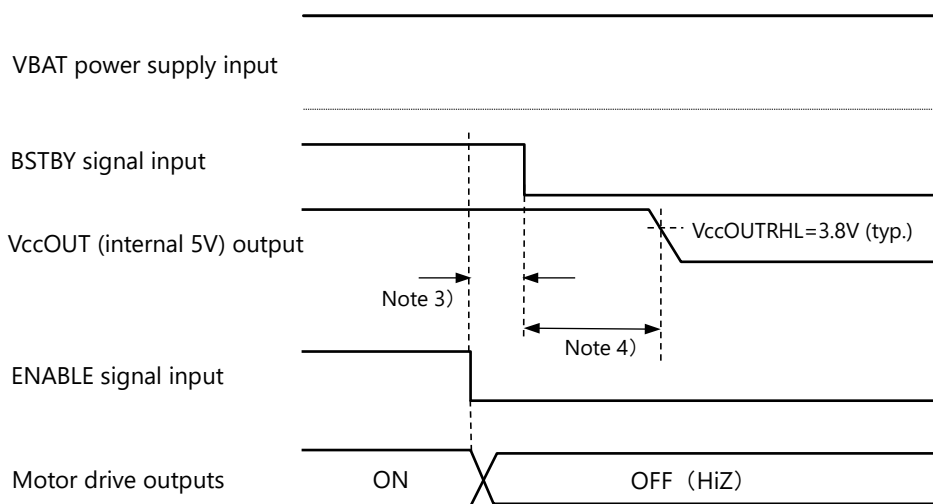 VBAT power supply input
BSTBY signal input
VccOUT (internal 5V) output
VccOUTRHL=3.8V (typ.)
Note 3）
Note 4）
ENABLE signal input
Motor drive outputs
ON
OFF（HiZ）